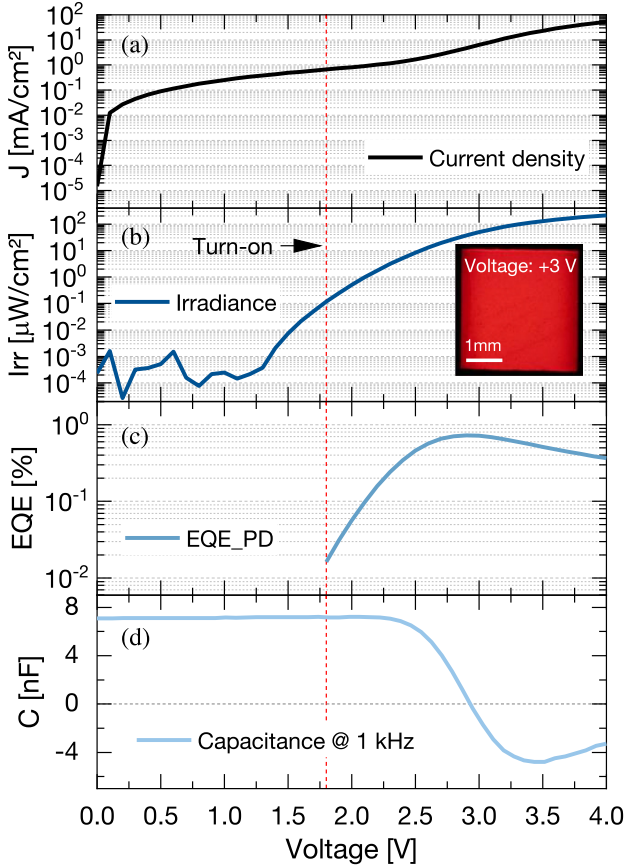 10²
(a)
10¹
10⁰
10⁻¹
10⁻²
10⁻³
10⁻⁴
10⁻⁵
J [mA/cm²]
Current density
10²
(b)
Turn-on
10¹
10⁰
10⁻¹
10⁻²
10⁻³
10⁻⁴
Irr [µW/cm²]
Irradiance
Voltage: +3 V
1mm
10⁰
(c)
10⁻¹
10⁻²
EQE [%]
EQE_PD
8
(d)
4
0
-4
C [nF]
Capacitance @ 1 kHz
0.0 0.5 1.0 1.5 2.0 2.5 3.0 3.5 4.0
Voltage [V]